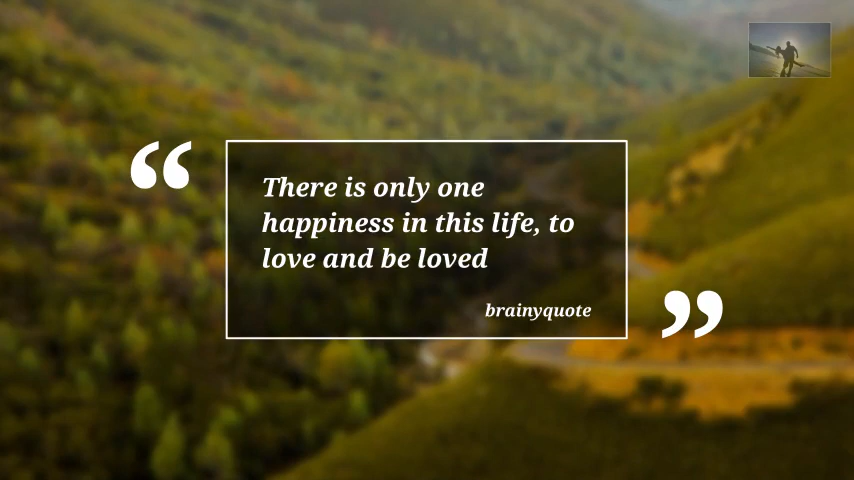 “
There is only one
happiness in this life, to
love and be loved
brainyquote
”